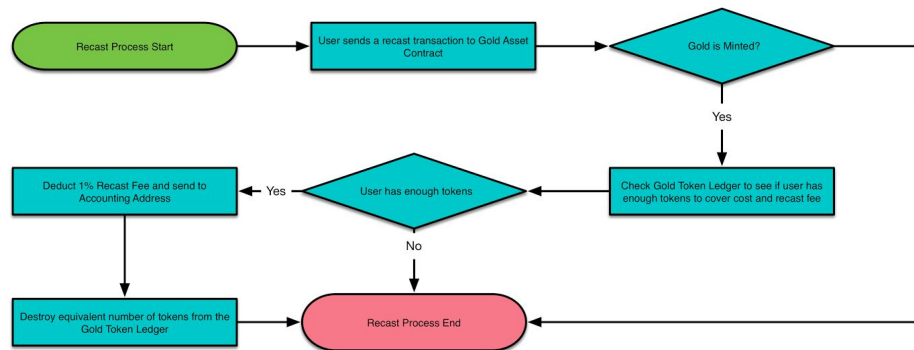 Recast Process Start
User sends a recast transaction to Gold Asset
Contract
Gold is Minted?
Yes
Deduct 1% Recast Fee and send to
Accounting Address
Yes
User has enough tokens
Check Gold Token Ledger to see if user has
enough tokens to cover cost and recast fee
No
Destroy equivalent number of tokens from the
Gold Token Ledger
Recast Process End